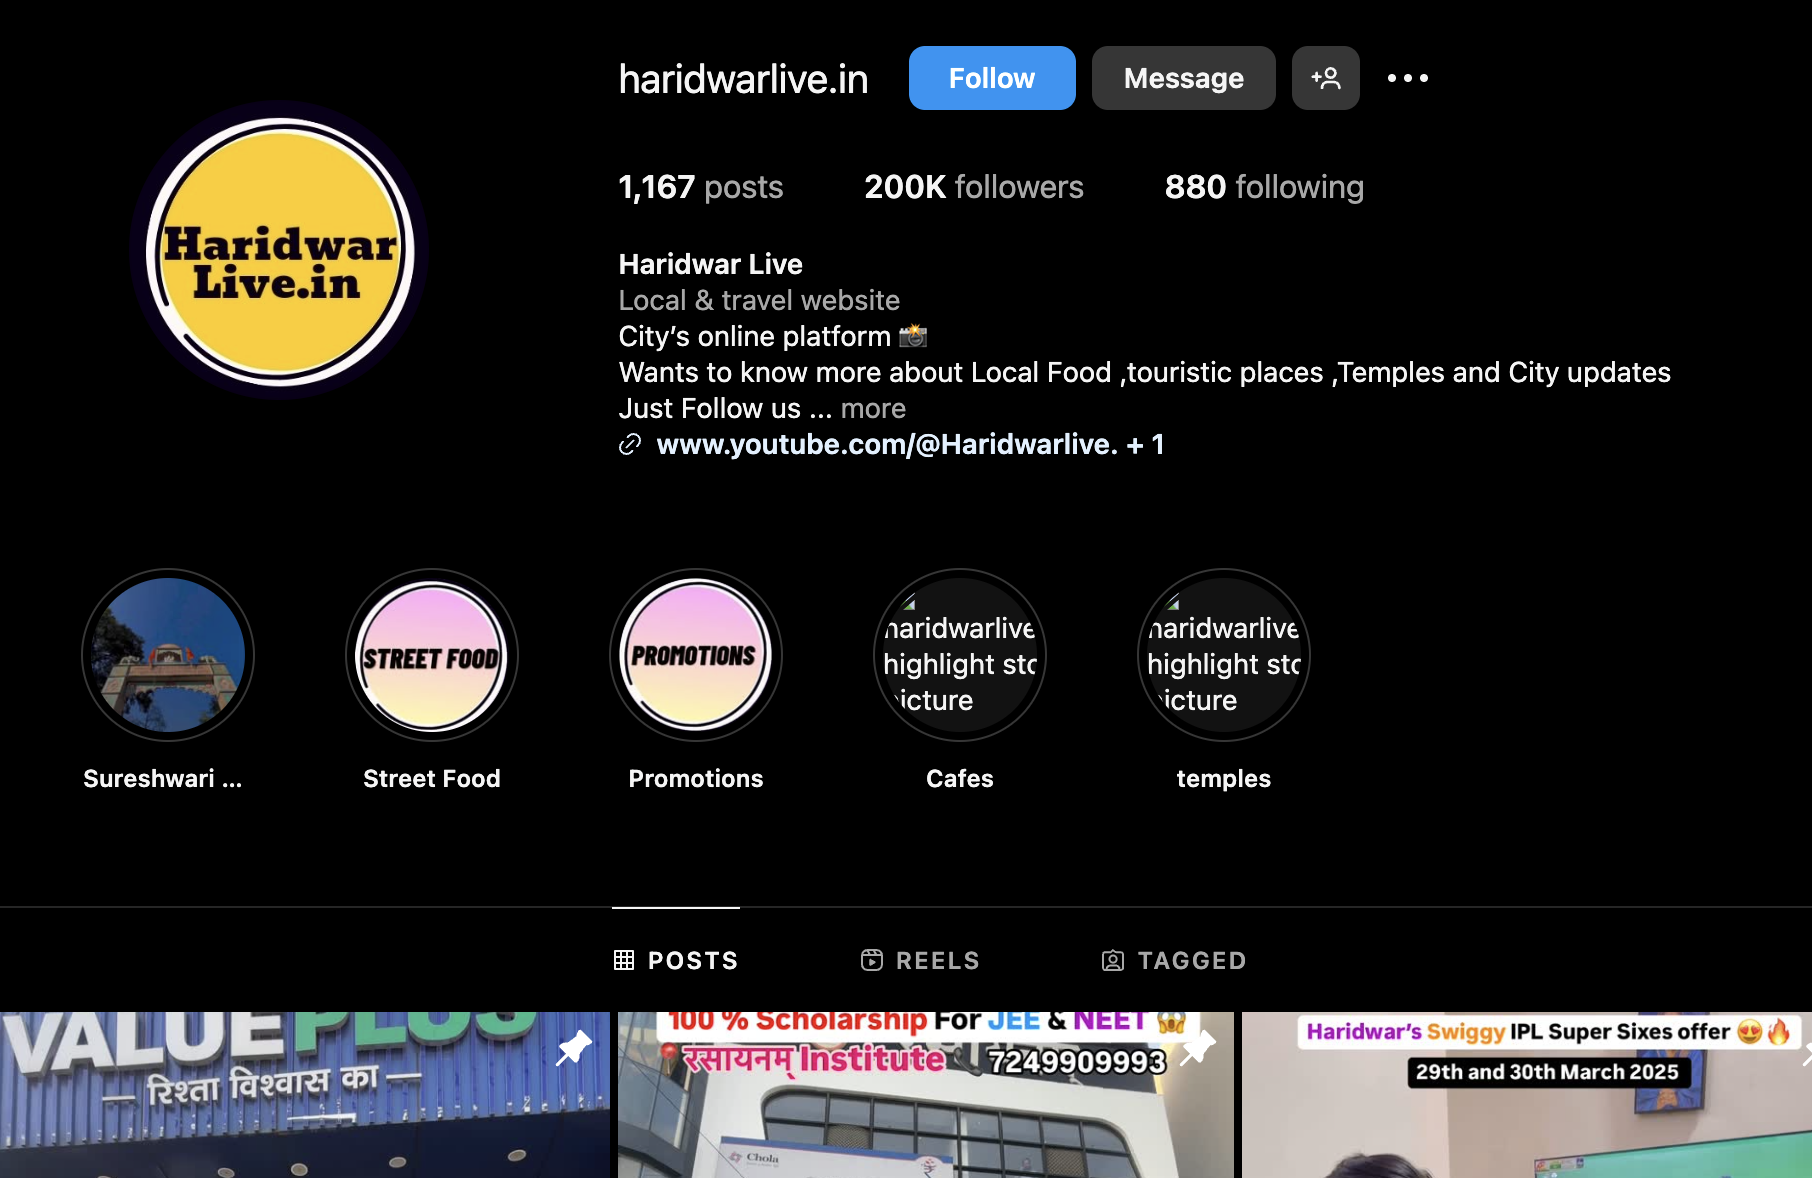 haridwarlive.in Follow Message
1,167 posts 200K followers 880 following
Haridwar
Live.in
Haridwar Live
Local & travel website
City’s online platform 📸
Wants to know more about Local Food ,touristic places ,Temples and City updates
Just Follow us ... more
www.youtube.com/@Haridwarlive. + 1
STREET FOOD
PROMOTIONS
haridwarlive
highlight
picture
haridwarlive
highlight
picture
Sureshwari ...
Street Food
Promotions
Cafes
temples
POSTS
REELS
TAGGED
VALUE PLUS
— रिश्ता विश्वास का —
100 % Scholarship For JEE & NEET 😱
रसायनम् Institute 7249909993
Chola
Haridwar’s Swiggy IPL Super Sixes offer 😍🔥
29th and 30th March 2025